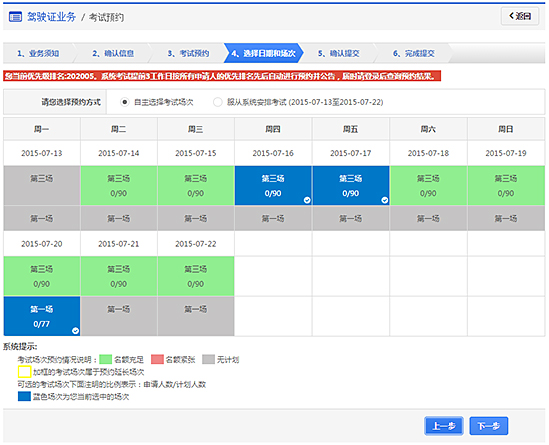 驾驶证业务 / 考试预约
返回
1、业务须知 2、确认信息 3、考试预约 4、选择日期和场次 5、确认提交 6、完成提交
您当前优先级排名:202005。系统考试提前3工作日按所有申请人的优先排名先后自动进行预约并公告，届时请登录后查询预约结果。
请您选择预约方式 自主选择考试场次 服从系统安排考试 (2015-07-13至2015-07-22)
周一 周二 周三 周四 周五 周六 周日
2015-07-13 2015-07-14 2015-07-15 2015-07-16 2015-07-17 2015-07-18 2015-07-19
第三场 第三场 第三场 第三场 第三场 第三场 第三场
0/90 0/90 0/90 0/90 0/90 0/90
第一场 第一场 第一场 第一场 第一场 第一场 第一场
2015-07-20 2015-07-21 2015-07-22
第三场 第三场 第三场
0/90 0/90 0/90
第一场 第一场 第一场
0/77
系统提示:
考试场次预约情况说明： 名额充足 名额紧张 无计划
加框的考试场次属于预约延长场次
可选的考试场次下面注明的比例表示：申请人数/计划人数
蓝色场次为您当前选中的场次
上一步 下一步